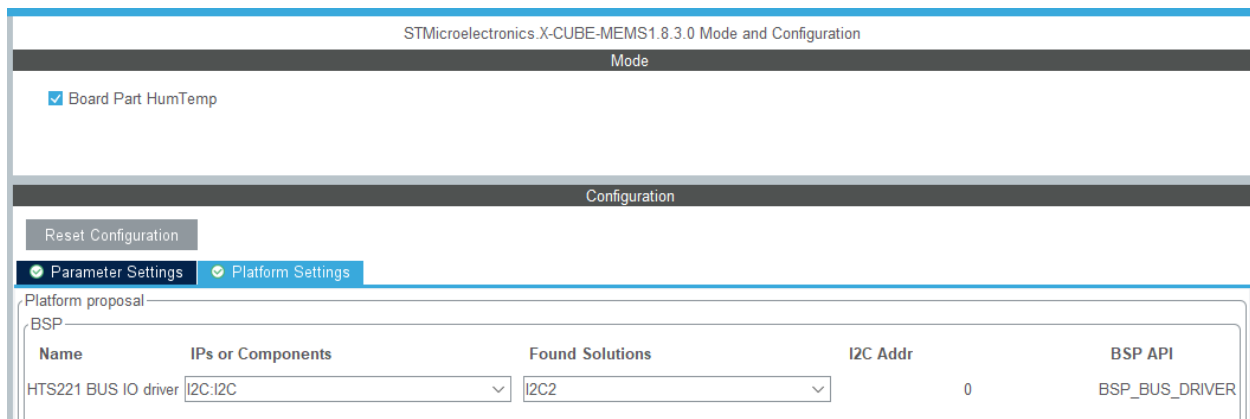 STMicroelectronics.X-CUBE-MEMS1.8.3.0 Mode and Configuration
Mode
Board Part HumTemp
Configuration
Reset Configuration
Parameter Settings Platform Settings
Platform proposal
BSP
Name IPs or Components Found Solutions I2C Addr BSP API
HTS221 BUS IO driver I2C:I2C I2C2 0 BSP_BUS_DRIVER